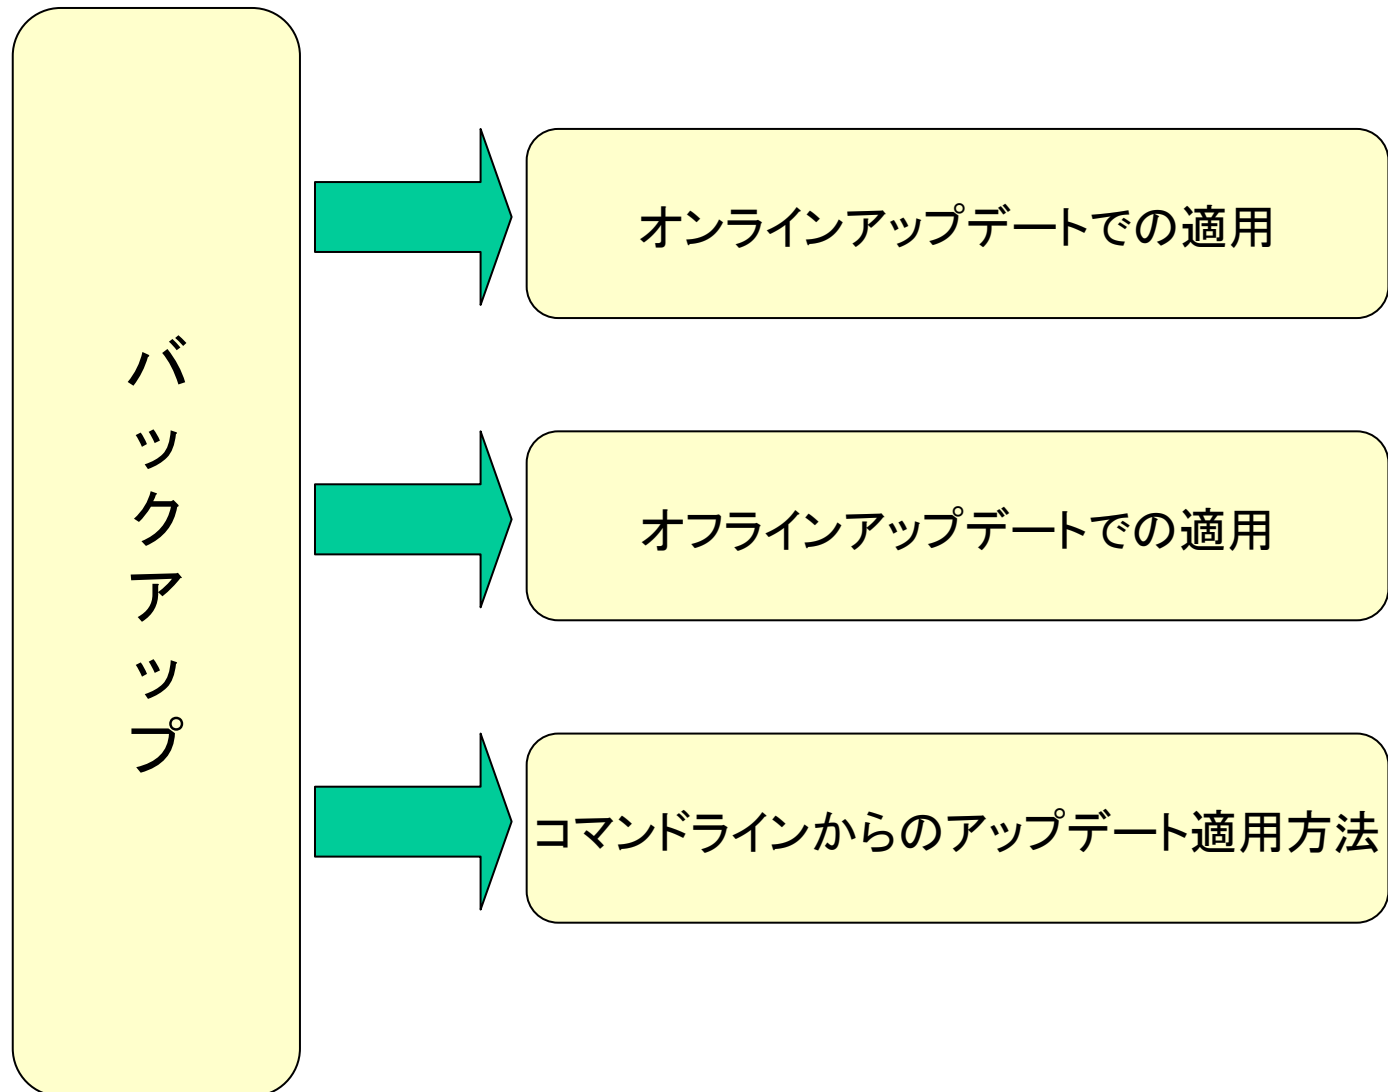 バックアップ
オンラインアップデートでの適用
オフラインアップデートでの適用
コマンドラインからのアップデート適用方法